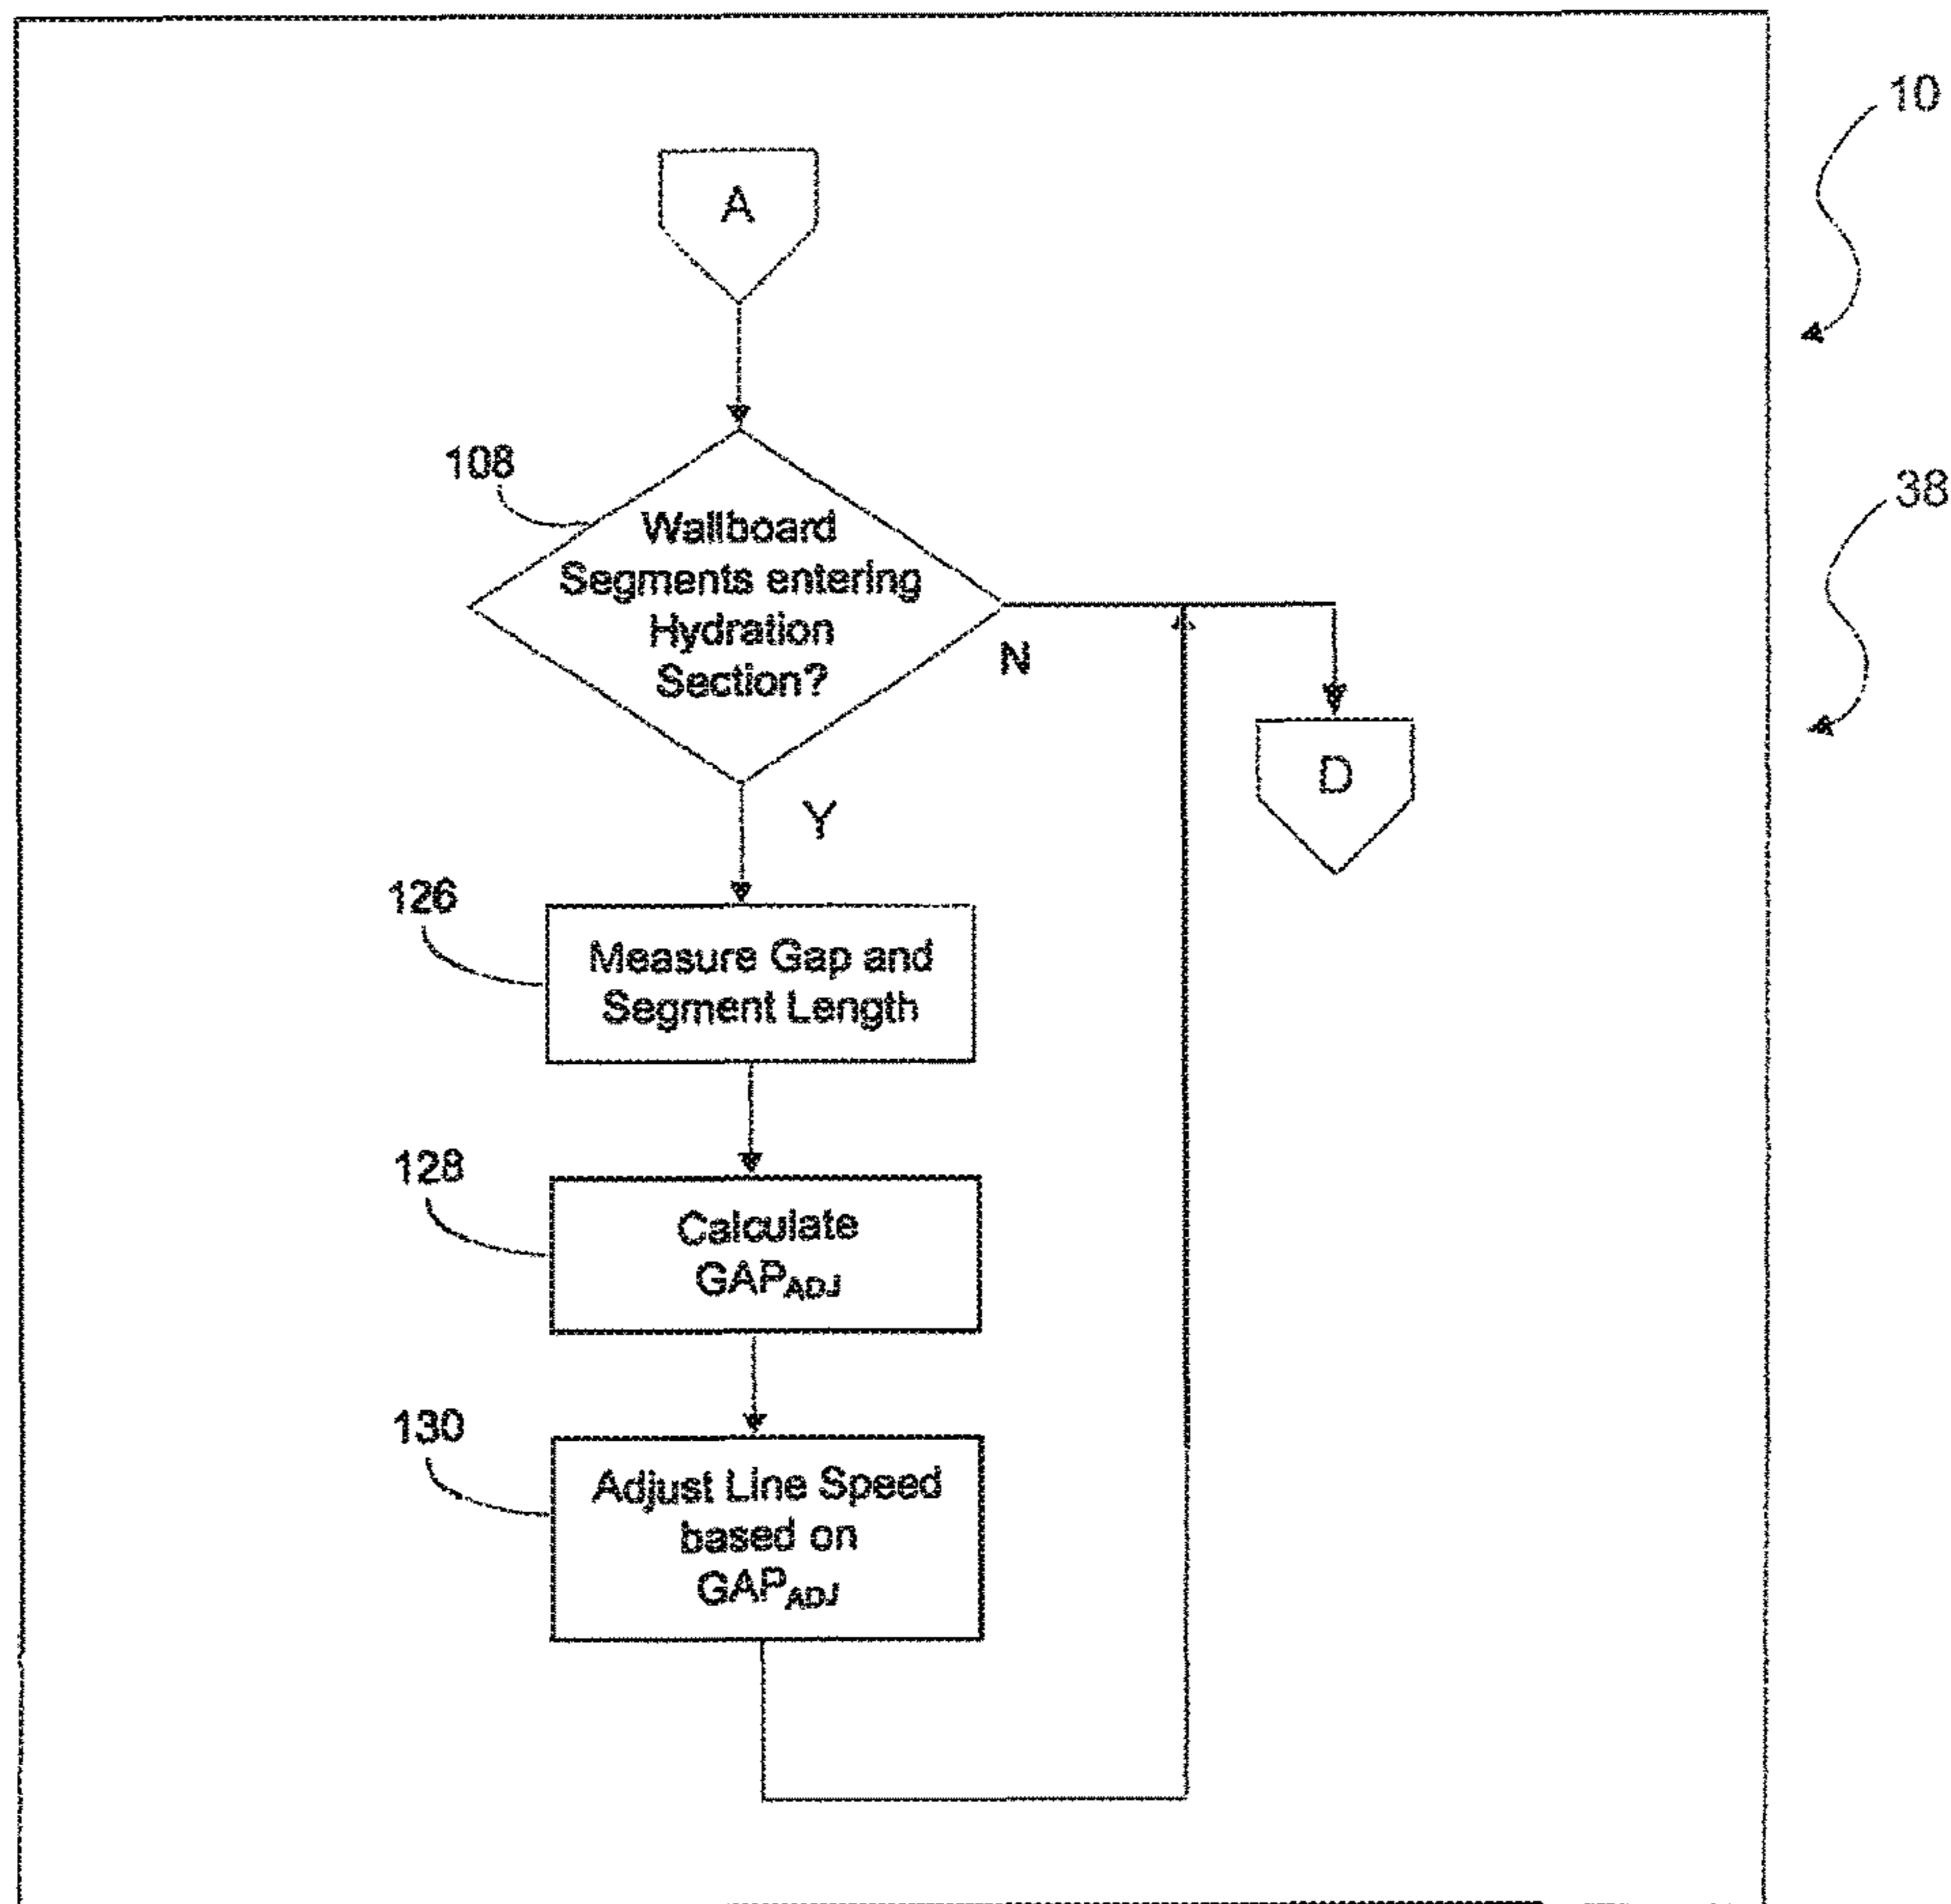 10
A
108
Wallboard
Segments entering
Hydration
Section?
38
N
D
Y
126
Measure Gap and
Segment Length
128
Calculate
GAPADJ
130
Adjust Line Speed
based on
GAPADJ